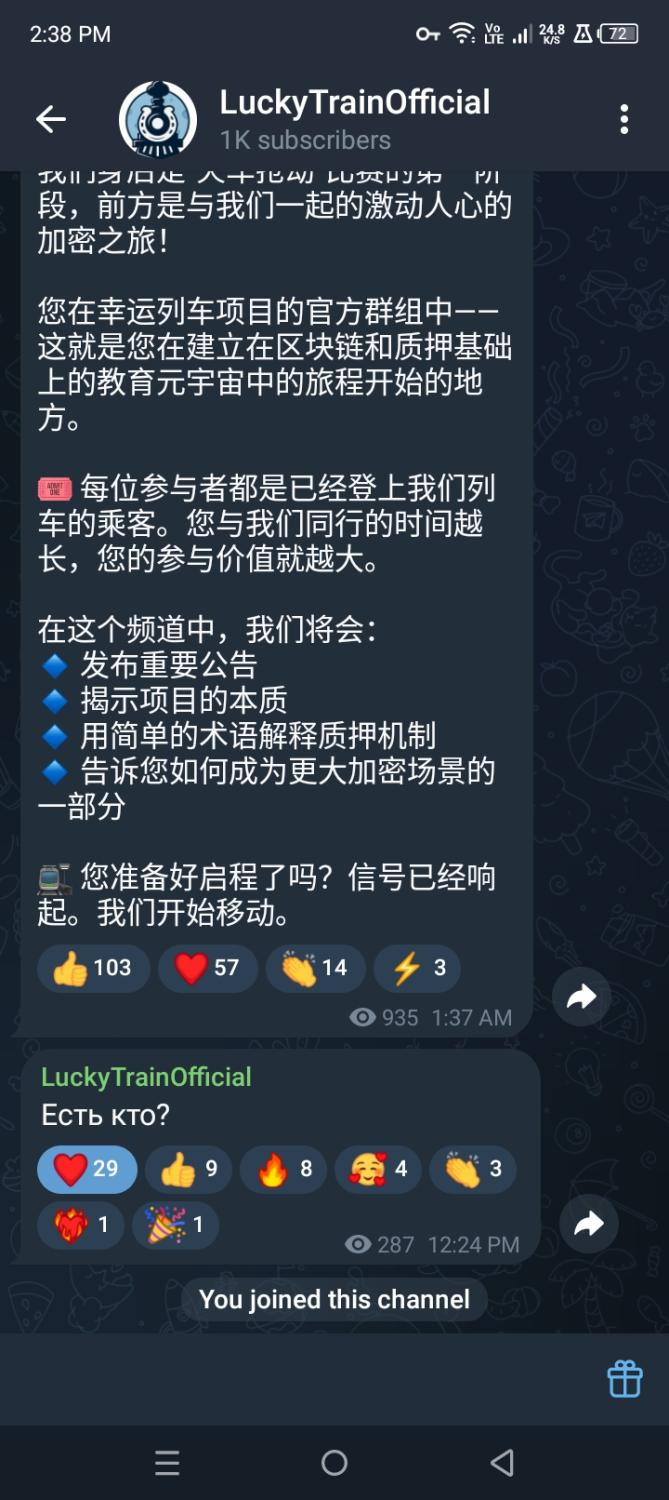 2:38 PM
Vo LTE
24.8 K/S
72
LuckyTrainOfficial
1K subscribers
段，前方是与我们一起的激动人心的
加密之旅！
您在幸运列车项目的官方群组中——
这就是您在建立在区块链和质押基础
上的教育元宇宙中的旅程开始的地
方。
🎟 每位参与者都是已经登上我们列
车的乘客。您与我们同行的时间越
长，您的参与价值就越大。
在这个频道中，我们将会：
🔹 发布重要公告
🔹 揭示项目的本质
🔹 用简单的术语解释质押机制
🔹 告诉您如何成为更大加密场景的
一部分
🚉 您准备好启程了吗？信号已经响
起。我们开始移动。
👍 103 ❤️ 57 👏 14 ⚡ 3
935 1:37 AM
LuckyTrainOfficial
Есть кто?
❤️ 29 👍 9 🔥 8 🥰 4 👏 3
❤️‍🔥 1 🎉 1
287 12:24 PM
You joined this channel